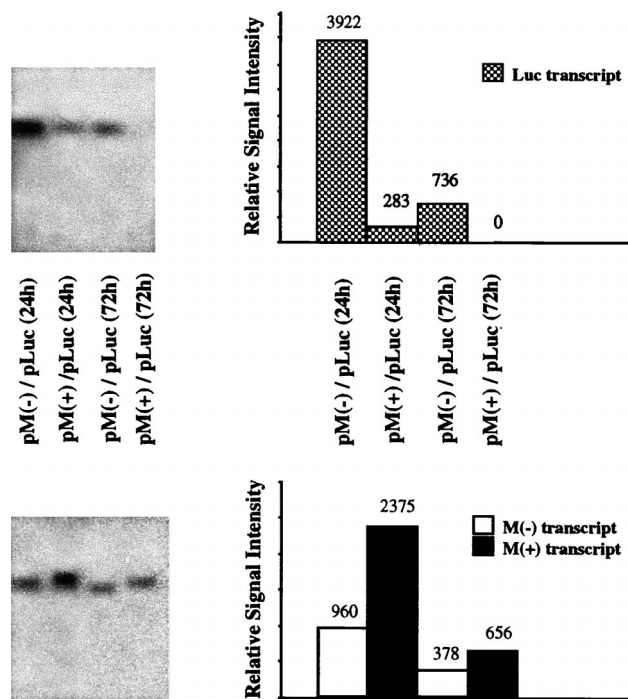 3922
Relative Signal Intensity
Luc transcript
283
736
0
pM(-) / pLuc (24h)
pM(+) /pLuc (24h)
pM(-) / pLuc (72h)
pM(+) / pLuc (72h)
pM(-) / pLuc (24h)
pM(+) /pLuc (24h)
pM(-) / pLuc (72h)
pM(+) / pLuc (72h)
Relative Signal Intensity
2375
M(-) transcript
M(+) transcript
960
378
656